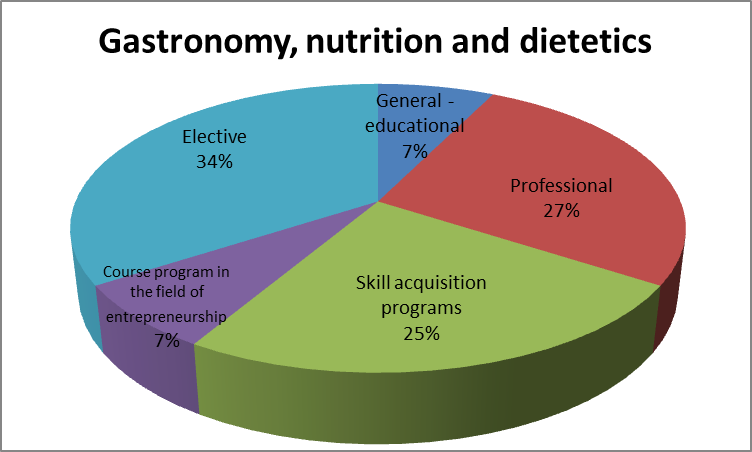 Gastronomy, nutrition and dietetics
General -
educational
7%
Elective
34%
Professional
27%
Course program in
the field of
entrepreneurship
7%
Skill acquisition
programs
25%